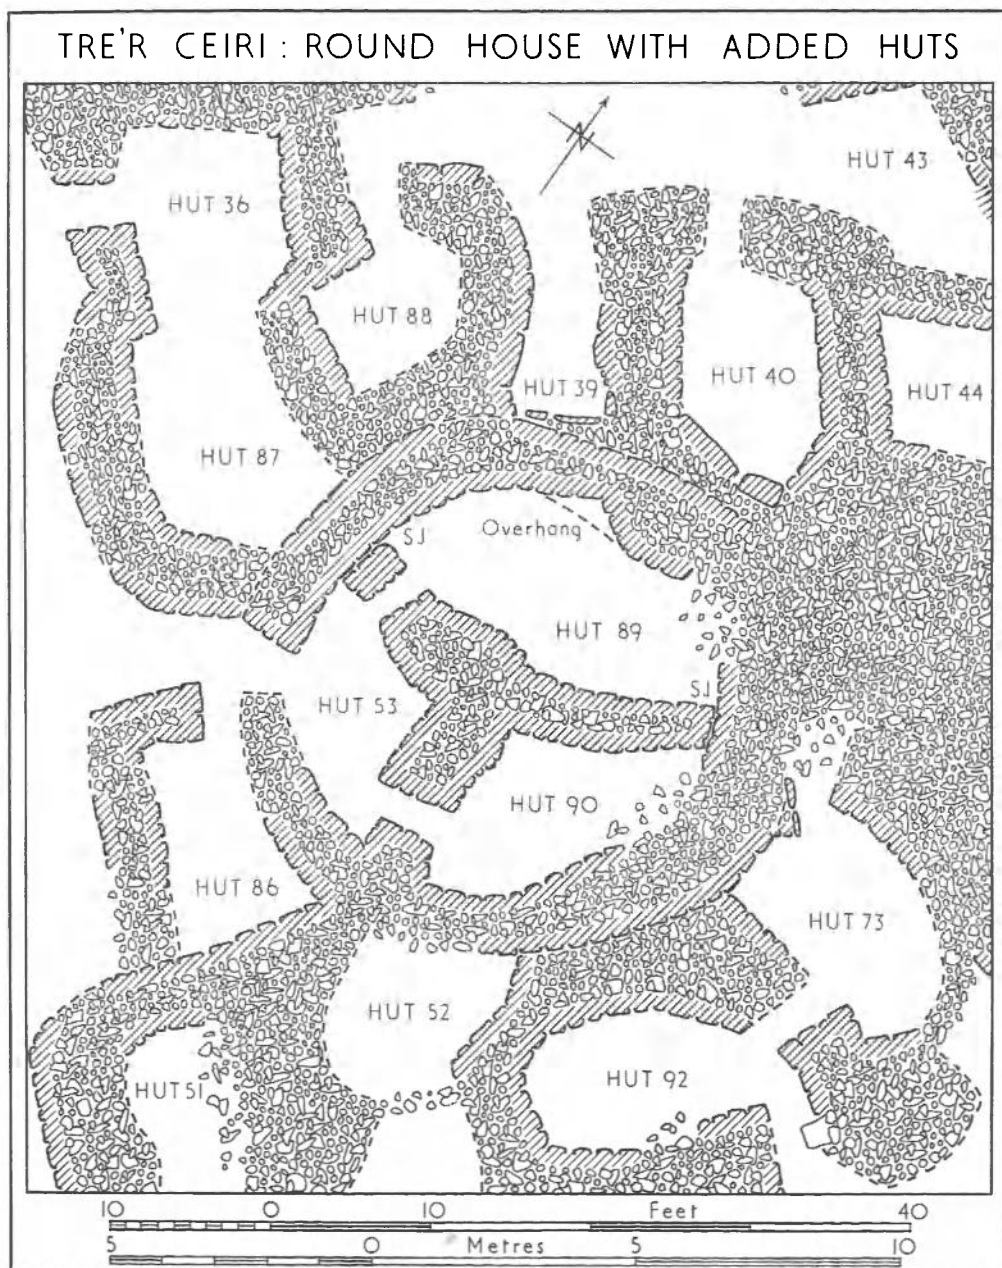 TRE'R CEIRI : ROUND HOUSE WITH ADDED HUTS
N
HUT 43
HUT 36
HUT 88
HUT 39
HUT 40
HUT 44
HUT 87
SJ
Overhang
HUT 89
SJ
HUT 53
HUT 90
HUT 86
HUT 73
HUT 52
HUT 51
HUT 92
10 0 10 Feet 40
5 0 Metres 5 10